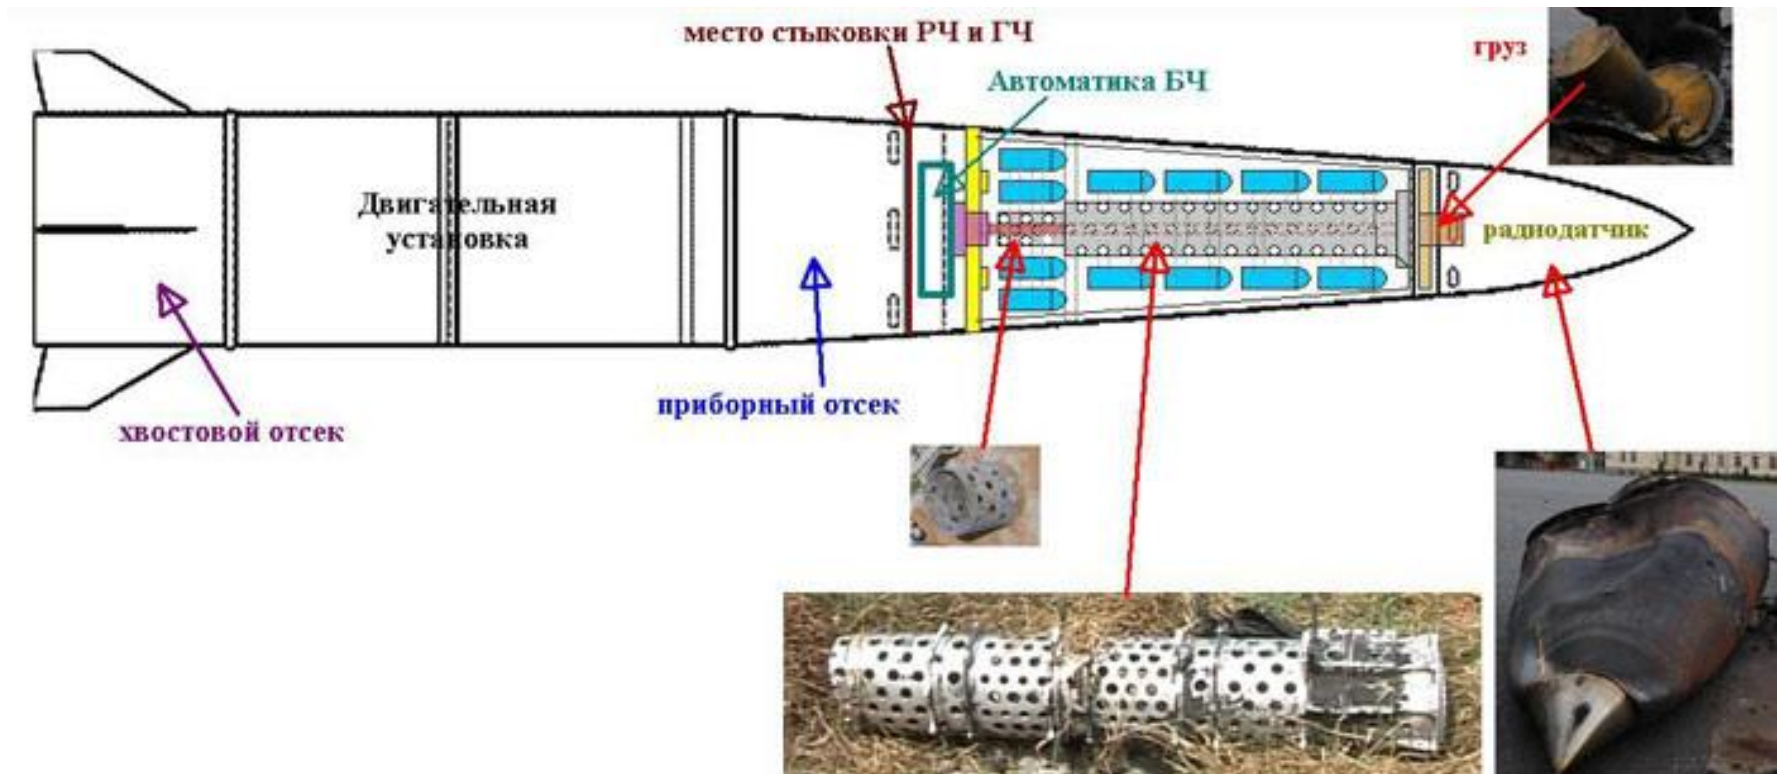 место стыковки РЧ и ГЧ
груз
Автоматика БЧ
Двигательная
установка
радиодатчик
приборный отсек
хвостовой отсек